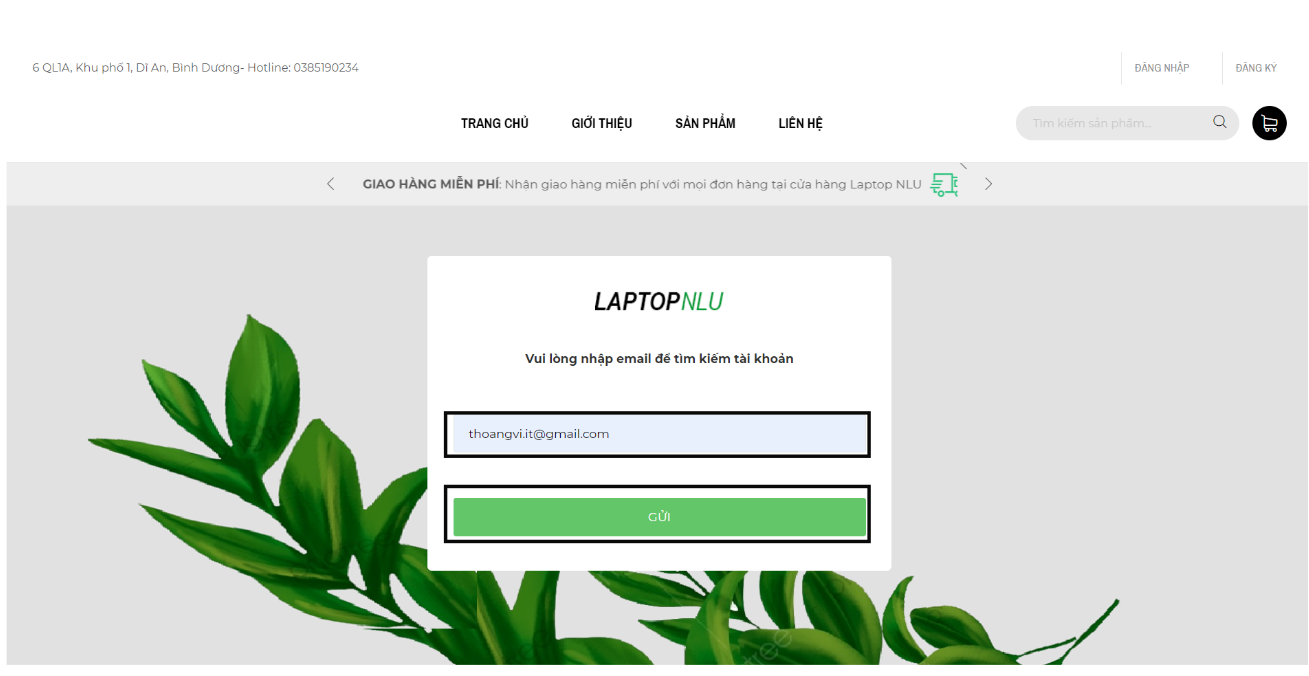 6 QL1A, Khu phố 1, Dĩ An, Bình Dương- Hotline: 0385190234
ĐĂNG NHẬP
ĐĂNG KÝ
TRANG CHỦ
GIỚI THIỆU
SẢN PHẨM
LIÊN HỆ
Tìm kiếm sản phẩm...
GIAO HÀNG MIỄN PHÍ: Nhận giao hàng miễn phí với mọi đơn hàng tại cửa hàng Laptop NLU
LAPTOPNLU
Vui lòng nhập email để tìm kiếm tài khoản
thoangvi.it@gmail.com
GỬI